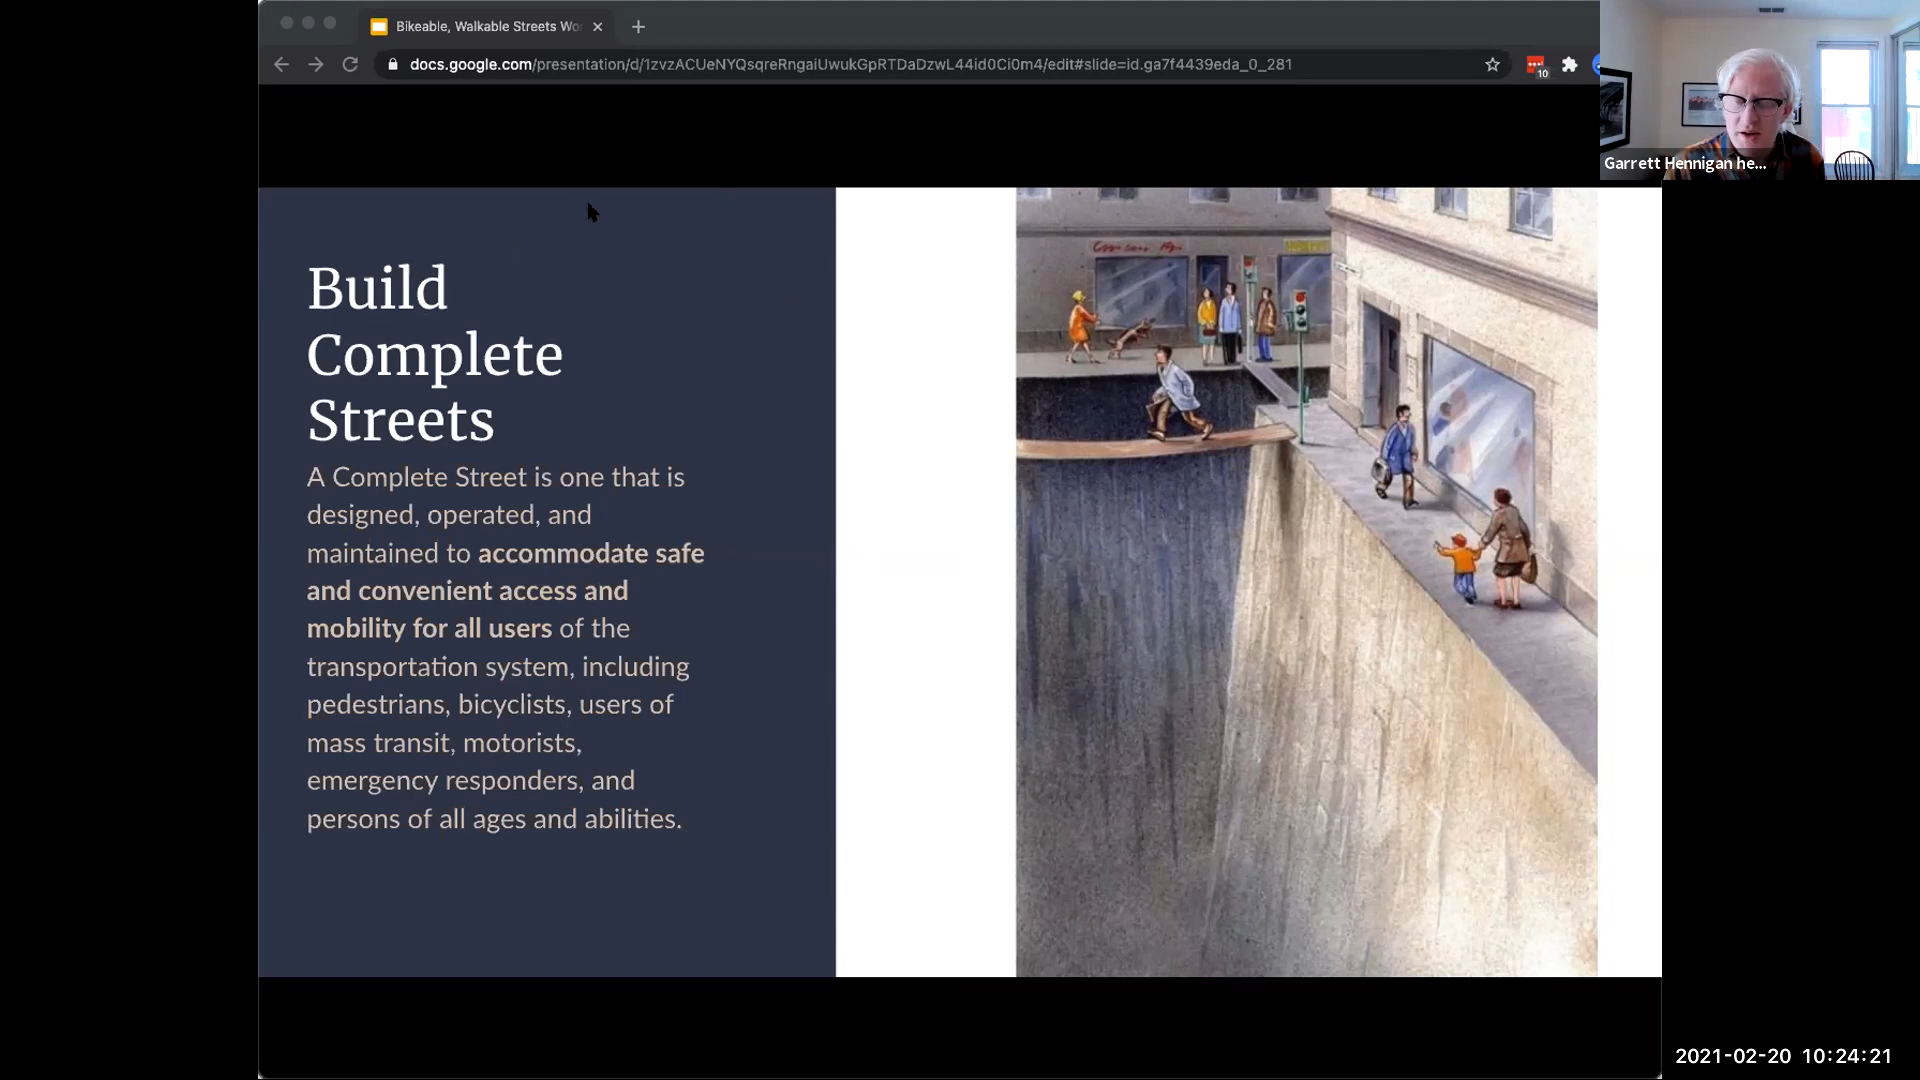 Bikeable, Walkable Streets Wo
docs.google.com/presentation/d/1zvzACUeNYQsqreRngaiUwukGpRTDaDzwL44id0Ci0m4/edit#slide=id.ga7f4439eda_0_281
10
Garrett Hennigan he...
Build
Complete
Streets
A Complete Street is one that is
designed, operated, and
maintained to accommodate safe
and convenient access and
mobility for all users of the
transportation system, including
pedestrians, bicyclists, users of
mass transit, motorists,
emergency responders, and
persons of all ages and abilities.
2021-02-20 10:24:21